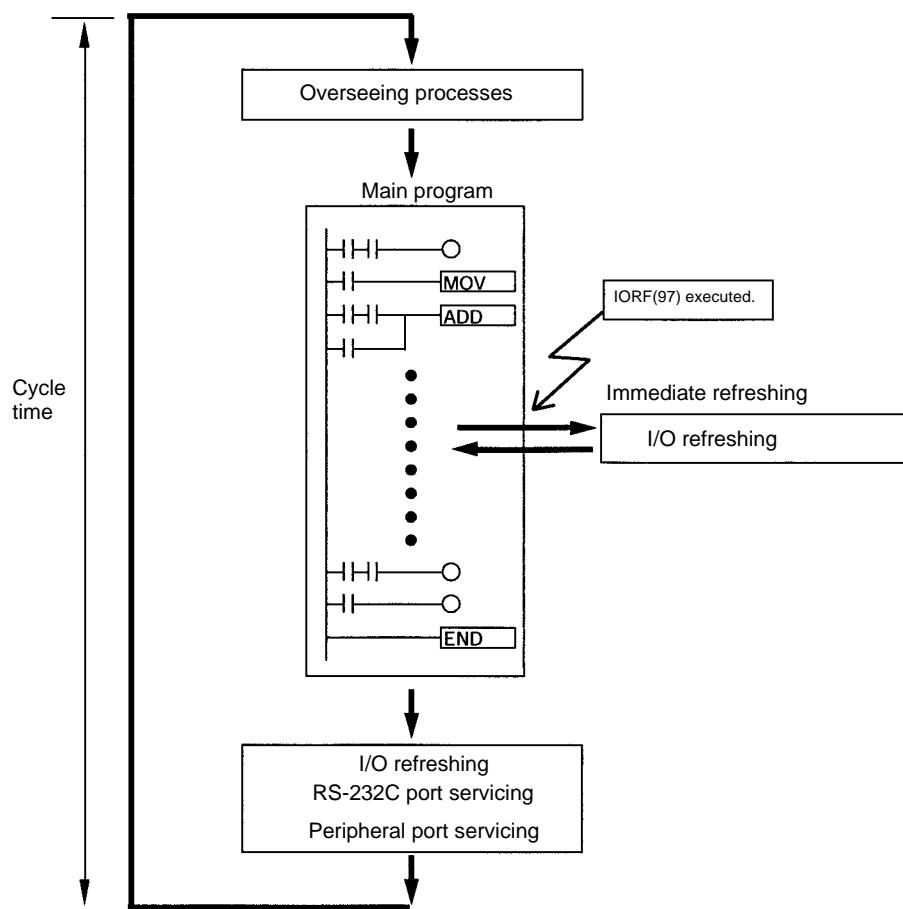 Overseeing processes
Main program
MOV
IORF(97) executed.
ADD
Cycle
time
Immediate refreshing
I/O refreshing
END
I/O refreshing
RS-232C port servicing
Peripheral port servicing